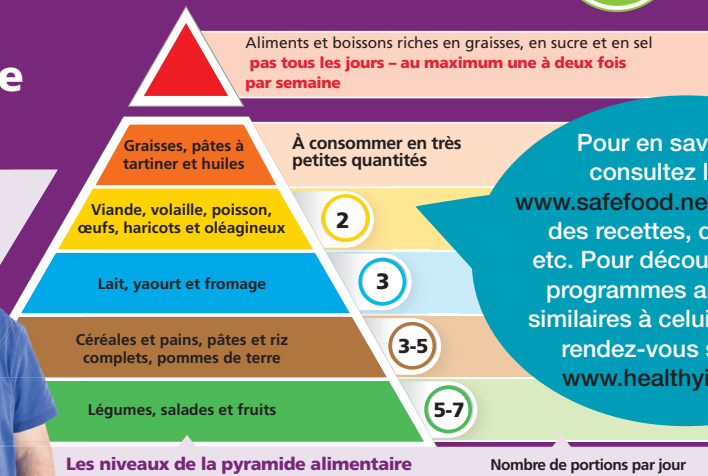 e
Aliments et boissons riches en graisses, en sucre et en sel
pas tous les jours – au maximum une à deux fois
par semaine
Graisses, pâtes à
tartiner et huiles
À consommer en très
petites quantités
Viande, volaille, poisson,
œufs, haricots et oléagineux
2
Lait, yaourt et fromage
3
Céréales et pains, pâtes et riz
complets, pommes de terre
3-5
Légumes, salades et fruits
5-7
Les niveaux de la pyramide alimentaire
Nombre de portions par jour
Pour en sav
consultez l
www.safefood.ne
des recettes, d
etc. Pour décou
programmes a
similaires à celui
rendez-vous s
www.healthyi